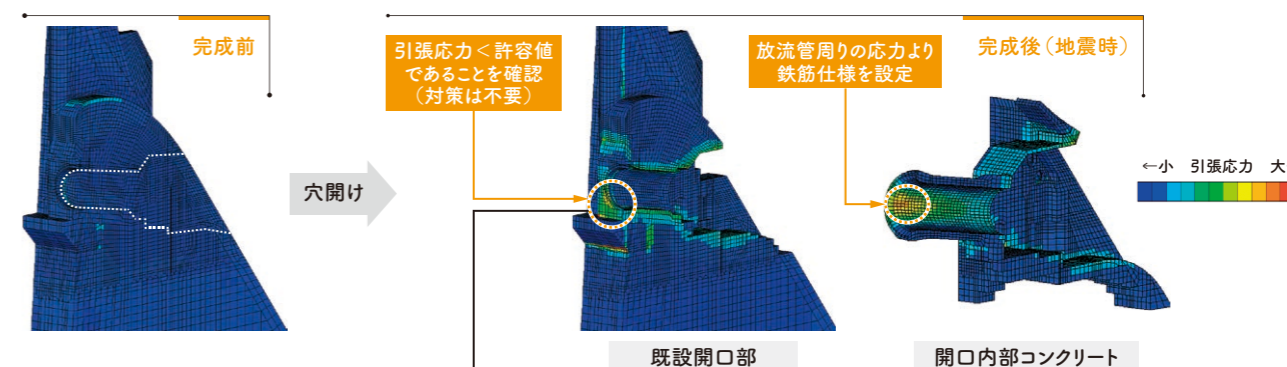 完成前
引張応力<許容値
であることを確認
(対策は不要)
放流管周りの応力より
鉄筋仕様を設定
完成後(地震時)
←小 引張応力 大
穴開け
既設開口部
開口内部コンクリート